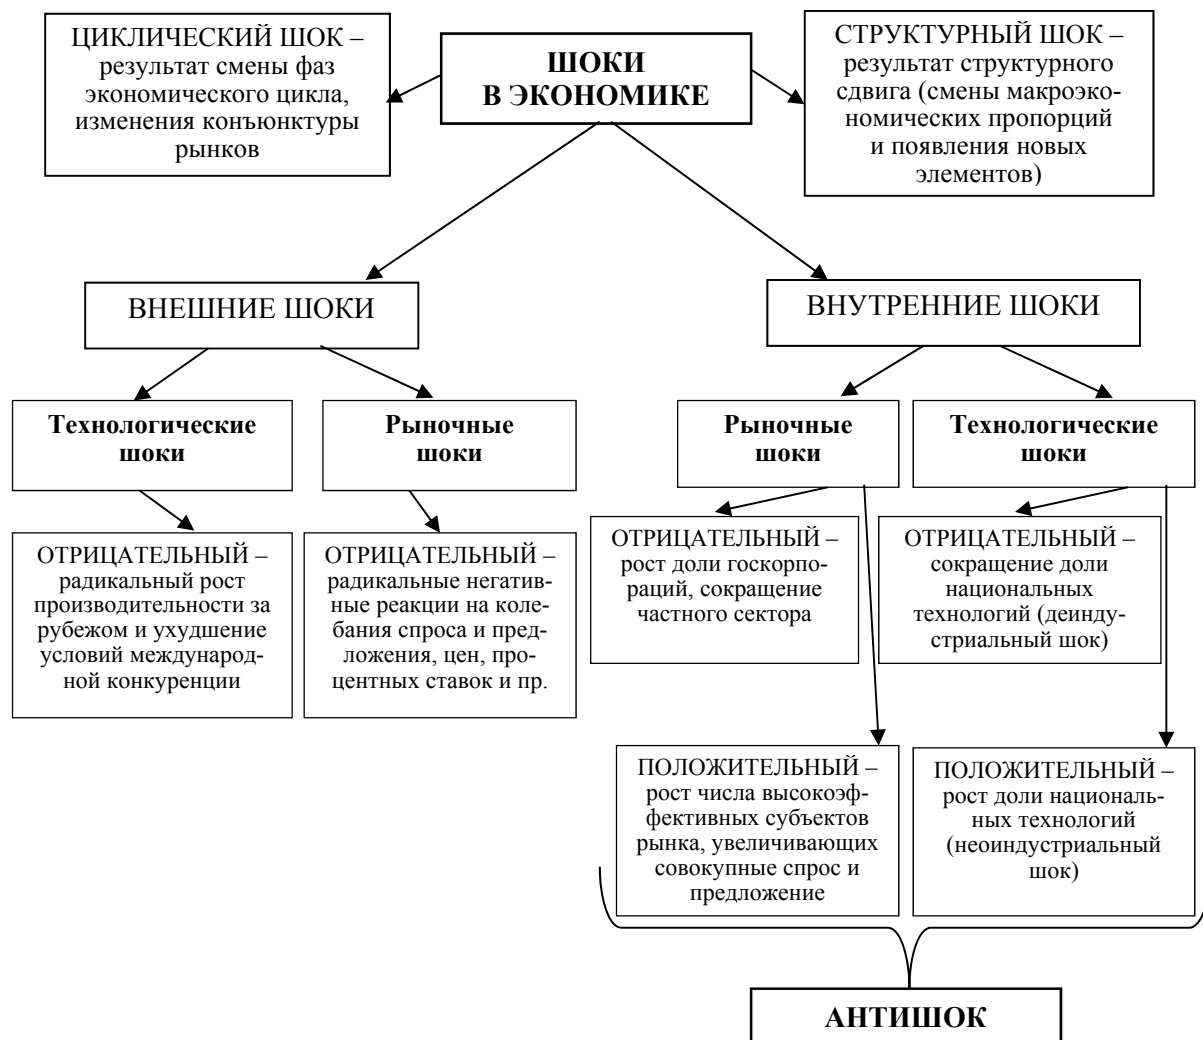 ЦИКЛИЧЕСКИЙ ШОК –
результат смены фаз
экономического цикла,
изменения конъюнктуры
рынков
ШОКИ
В ЭКОНОМИКЕ
СТРУКТУРНЫЙ ШОК –
результат структурного
сдвига (смены макроэко-
номических пропорций
и появления новых
элементов)
ВНЕШНИЕ ШОКИ
ВНУТРЕННИЕ ШОКИ
Технологические
шоки
Рыночные
шоки
Рыночные
шоки
Технологические
шоки
ОТРИЦАТЕЛЬНЫЙ –
радикальный рост
производительности за
рубежом и ухудшение
условий международ-
ной конкуренции
ОТРИЦАТЕЛЬНЫЙ –
радикальные негатив-
ные реакции на коле-
бания спроса и пред-
ложения, цен, про-
центных ставок и пр.
ОТРИЦАТЕЛЬНЫЙ –
рост доли госкорпо-
раций, сокращение
частного сектора
ОТРИЦАТЕЛЬНЫЙ –
сокращение доли
национальных
технологий (деинду-
стриальный шок)
ПОЛОЖИТЕЛЬНЫЙ –
рост числа высокоэф-
фективных субъектов
рынка, увеличивающих
совокупные спрос и
предложение
ПОЛОЖИТЕЛЬНЫЙ –
рост доли националь-
ных технологий
(неоиндустриальный
шок)
АНТИШОК